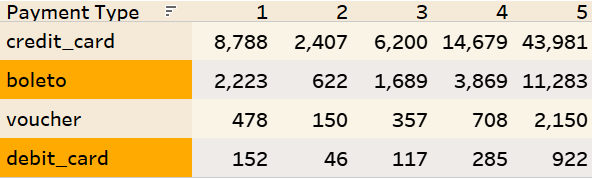 Payment Type 1 2 3 4 5
credit_card 8,788 2,407 6,200 14,679 43,981
boleto 2,223 622 1,689 3,869 11,283
voucher 478 150 357 708 2,150
debit_card 152 46 117 285 922